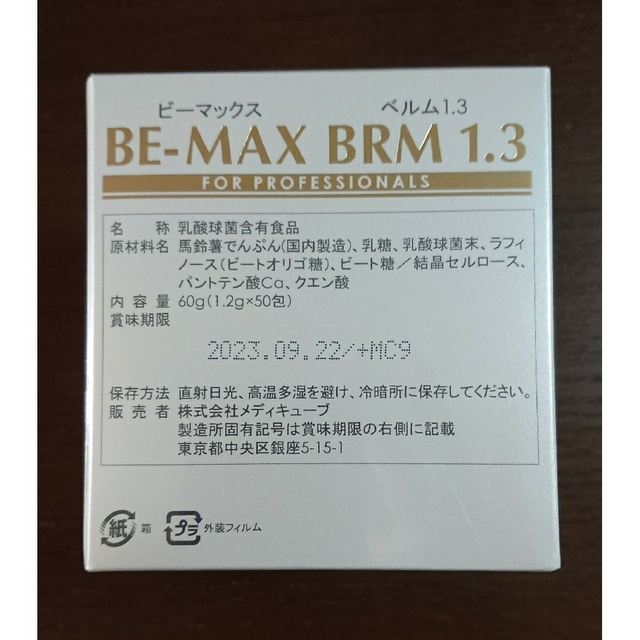 ビーマックス ベルム1.3
BE-MAX BRM 1.3
FOR PROFESSIONALS
名 称 乳酸球菌含有食品
原材料名 馬鈴薯でんぷん(国内製造)、乳糖、乳酸球菌末、ラフィ
ノース(ビートオリゴ糖)、ビート糖/結晶セルロース、
パントテン酸Ca、クエン酸
内 容 量 60g(1.2g×50包)
賞味期限
2023.09.22/+MC9
保存方法 直射日光、高温多湿を避け、冷暗所に保存してください。
販 売 者 株式会社メディキューブ
製造所固有記号は賞味期限の右側に記載
東京都中央区銀座5-15-1
紙 箱 プラ 外装フィルム